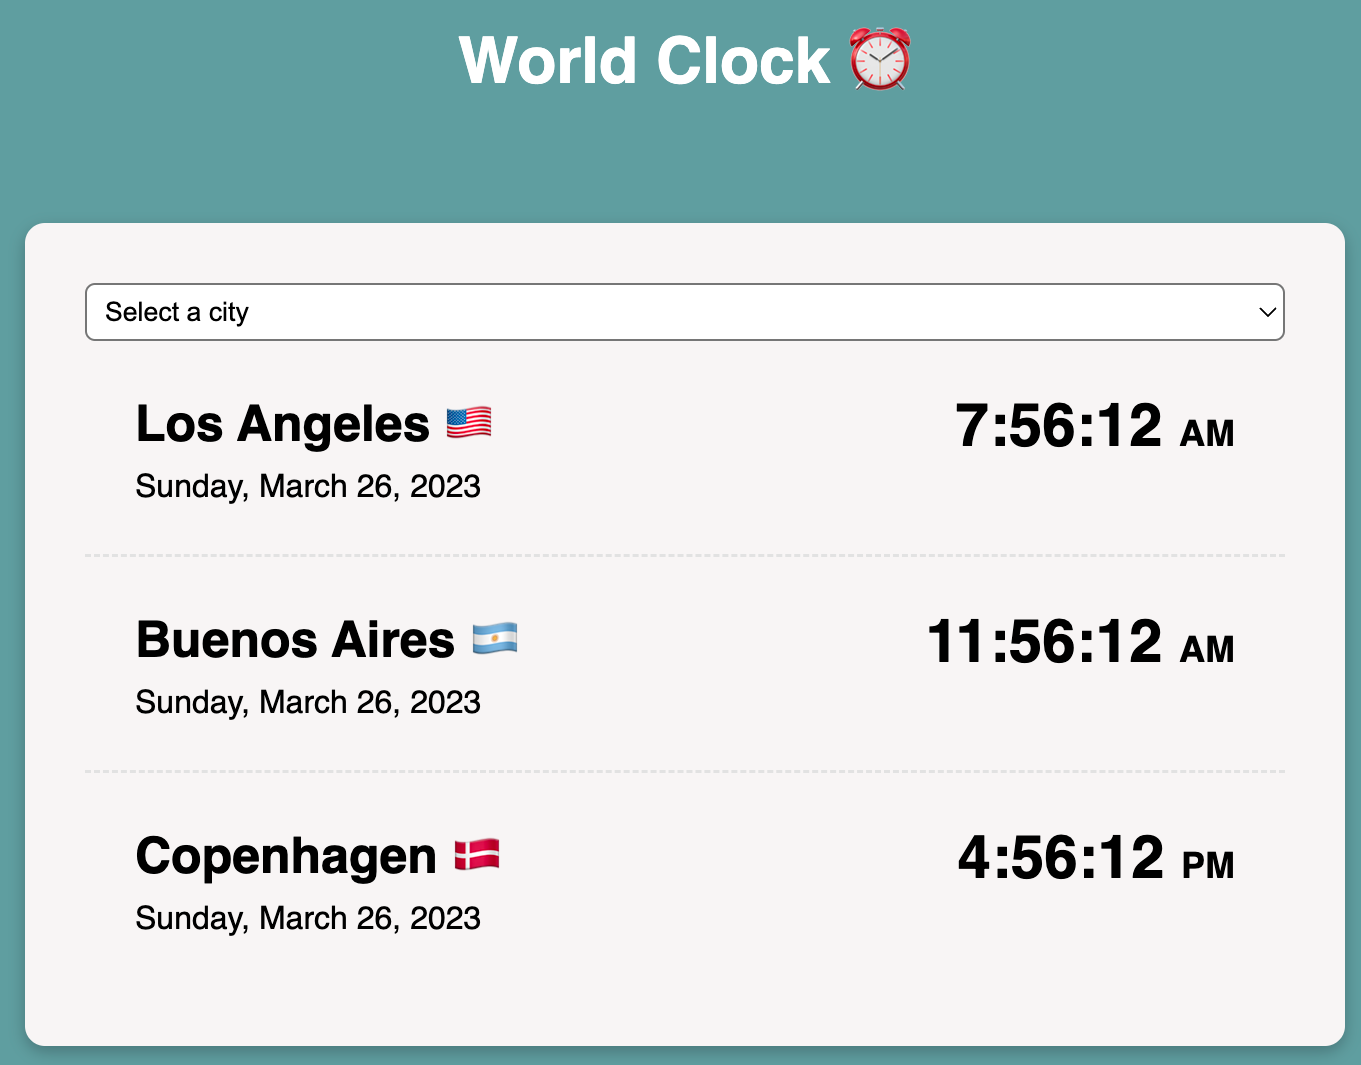 World Clock ⏰
Select a city
Los Angeles 🇺🇸 7:56:12 AM
Sunday, March 26, 2023
Buenos Aires 🇦🇷 11:56:12 AM
Sunday, March 26, 2023
Copenhagen 🇩🇰 4:56:12 PM
Sunday, March 26, 2023